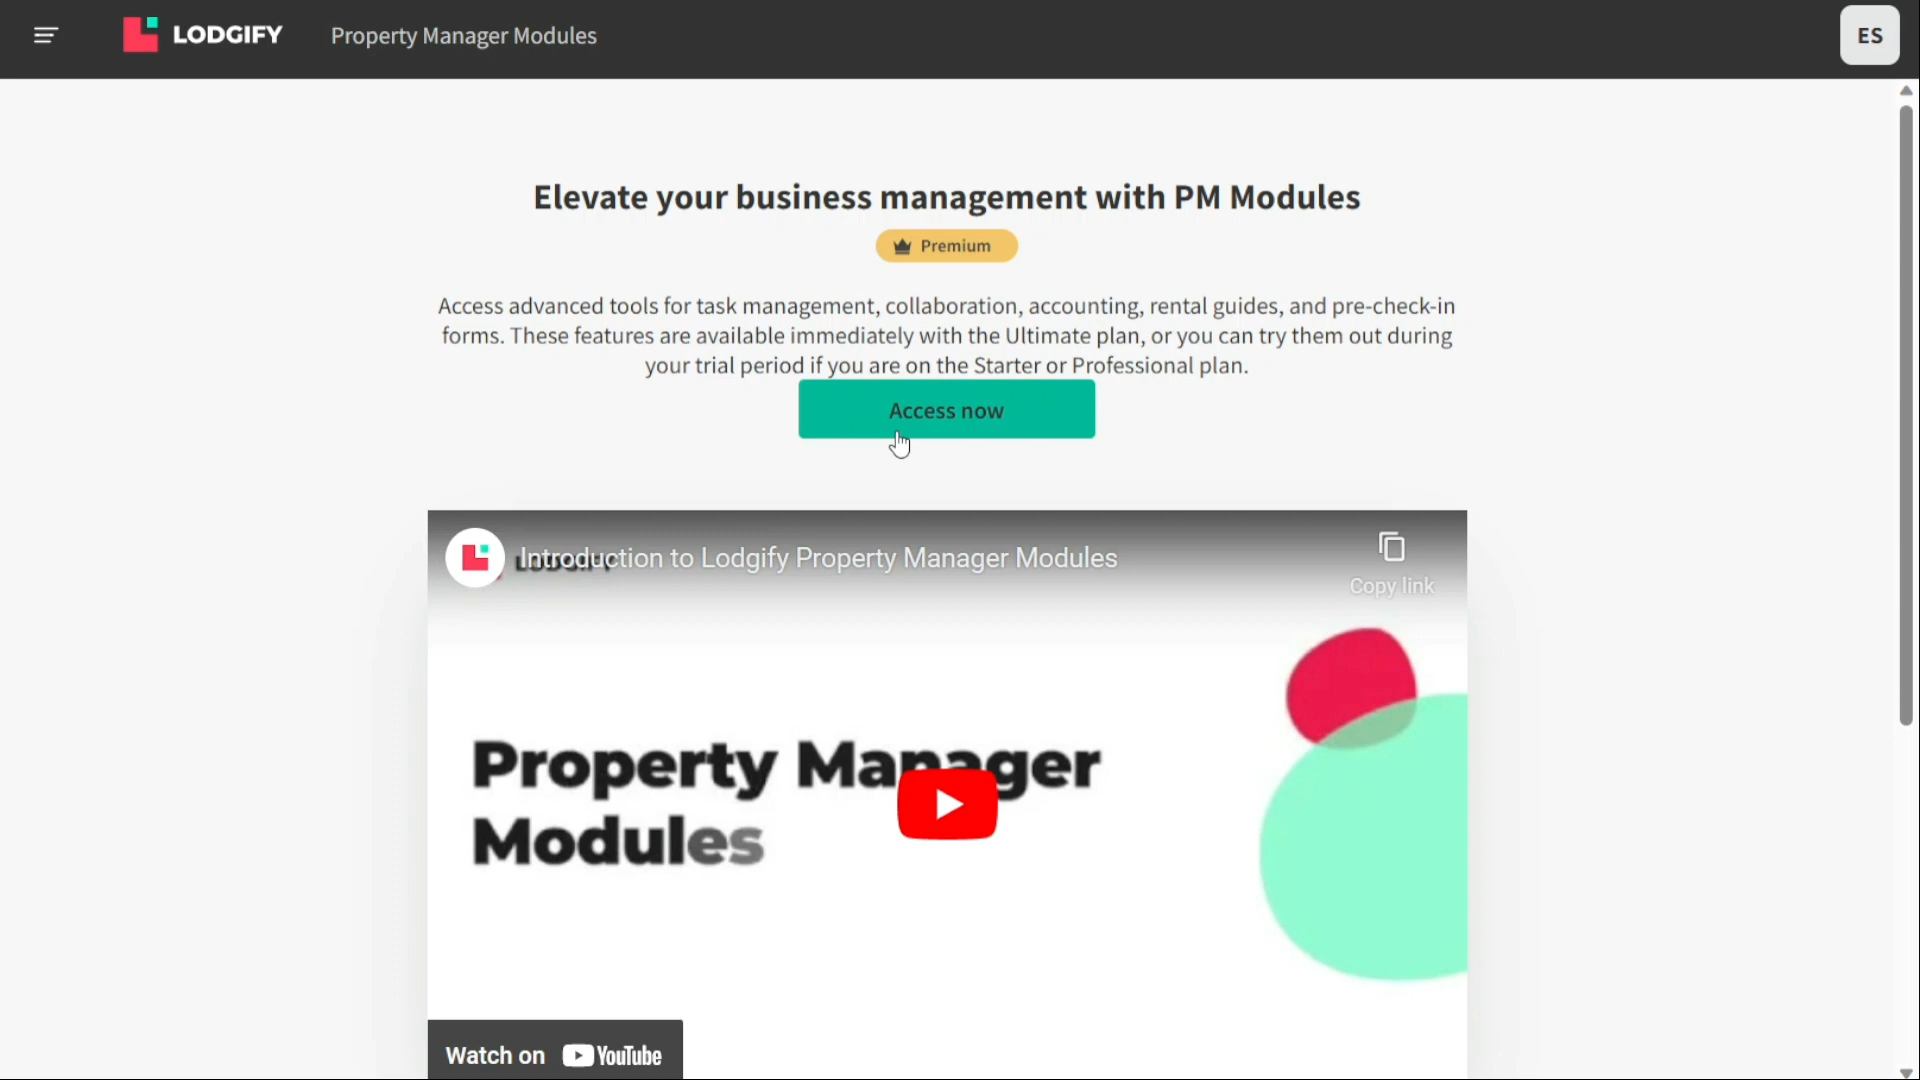 LODGIFY
Property Manager Modules
ES
Elevate your business management with PM Modules
Premium
Access advanced tools for task management, collaboration, accounting, rental guides, and pre-check-in
forms. These features are available immediately with the Ultimate plan, or you can try them out during
your trial period if you are on the Starter or Professional plan.
Access now
LODGIFY
Introduction to Lodgify Property Manager Modules
Copy link
Property Manager
Modules
Watch on YouTube